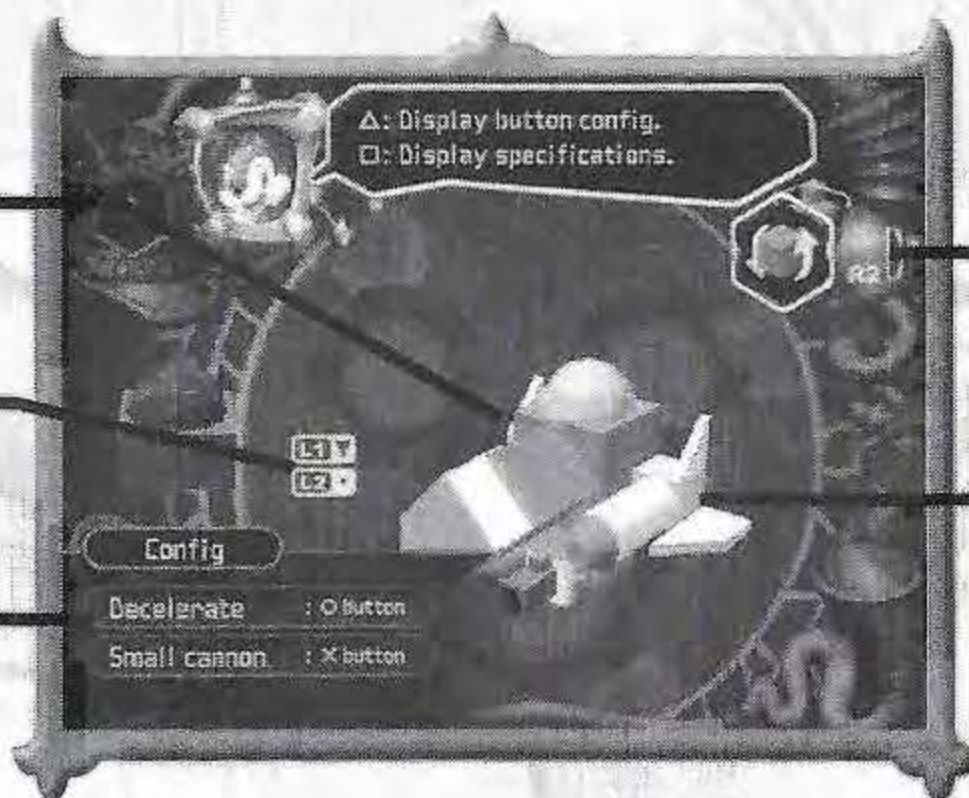 △: Display button config.
□: Display specifications.
R2
L1 ▼
L2 •
Config
Decelerate : O button
Small cannon : X button